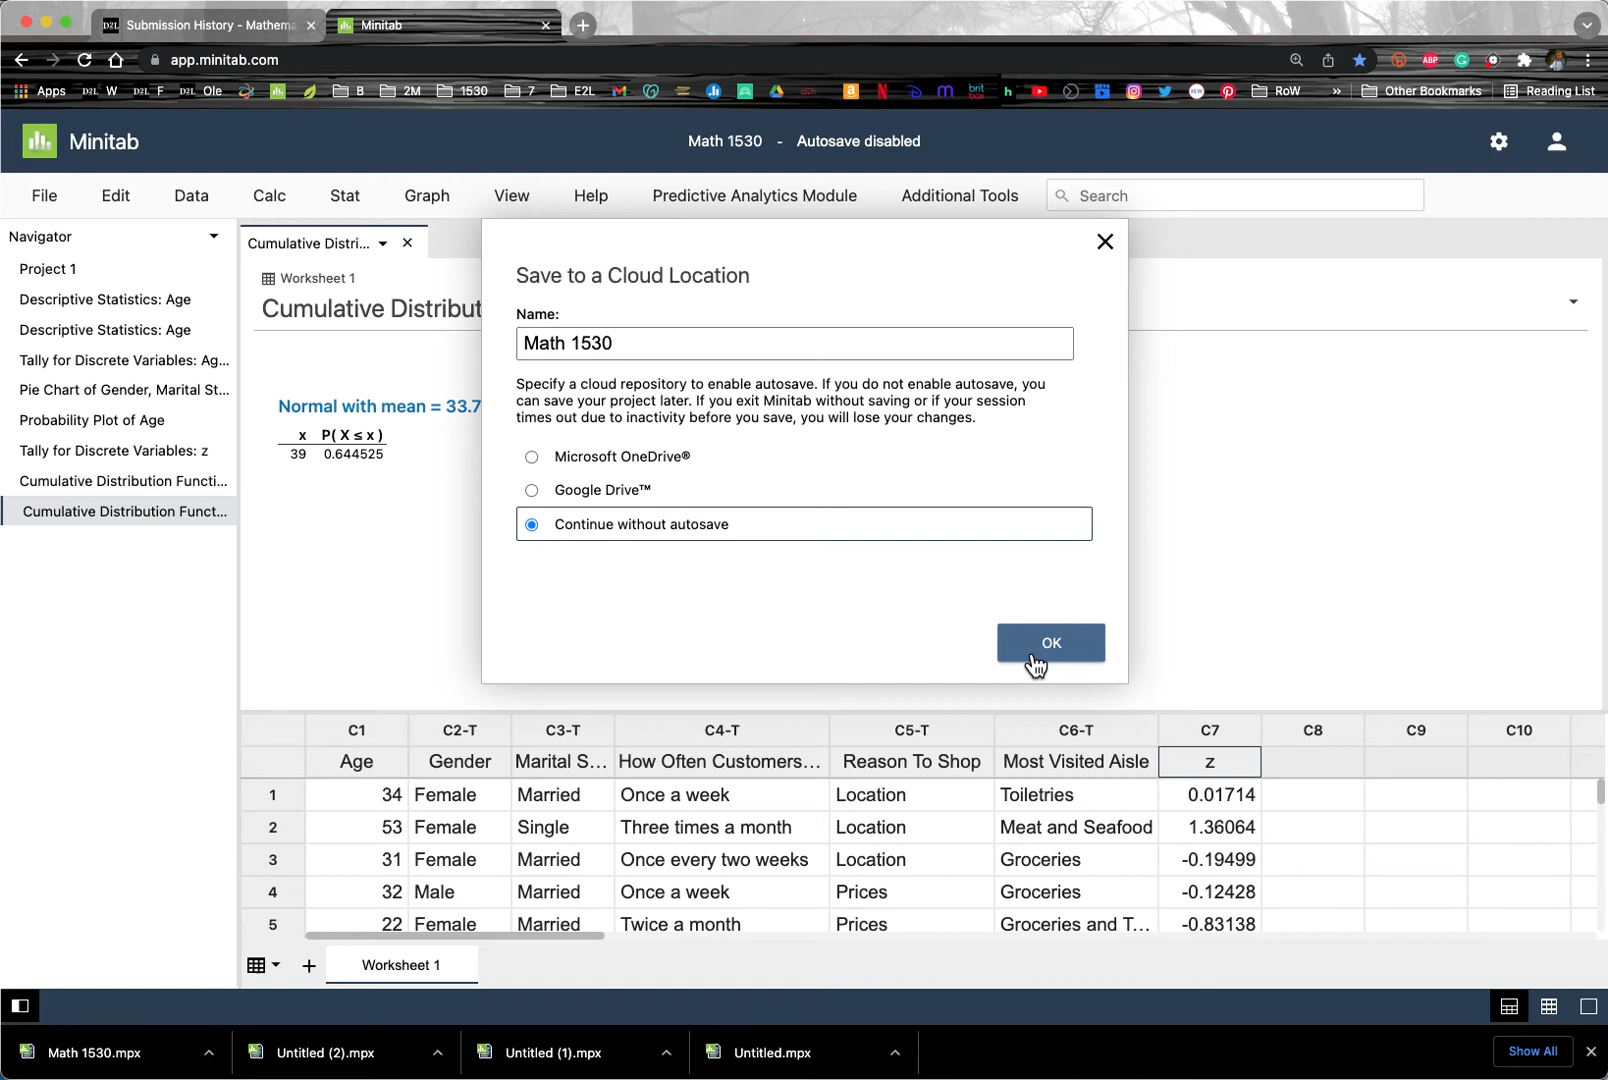 Submission History - Mathema
Minitab
app.minitab.com
Apps
D2L W
D2L F
D2L Ole
B
2M
1530
7
E2L
RoW
»
Other Bookmarks
Reading List
Minitab
Math 1530 - Autosave disabled
File
Edit
Data
Calc
Stat
Graph
View
Help
Predictive Analytics Module
Additional Tools
Search
Navigator
Project 1
Descriptive Statistics: Age
Descriptive Statistics: Age
Tally for Discrete Variables: Ag...
Pie Chart of Gender, Marital St...
Probability Plot of Age
Tally for Discrete Variables: z
Cumulative Distribution Functi...
Cumulative Distribution Funct...
Cumulative Distri...
Worksheet 1
Cumulative Distribut
Normal with mean = 33.7
x P( X ≤ x )
39 0.644525
Save to a Cloud Location
Name:
Math 1530
Specify a cloud repository to enable autosave. If you do not enable autosave, you
can save your project later. If you exit Minitab without saving or if your session
times out due to inactivity before you save, you will lose your changes.
Microsoft OneDrive®
Google Drive™
Continue without autosave
OK
C1 C2-T C3-T C4-T C5-T C6-T C7 C8 C9 C10
Age Gender Marital S... How Often Customers... Reason To Shop Most Visited Aisle z
1 34 Female Married Once a week Location Toiletries 0.01714
2 53 Female Single Three times a month Location Meat and Seafood 1.36064
3 31 Female Married Once every two weeks Location Groceries -0.19499
4 32 Male Married Once a week Prices Groceries -0.12428
5 22 Female Married Twice a month Prices Groceries and T... -0.83138
Worksheet 1
Math 1530.mpx
Untitled (2).mpx
Untitled (1).mpx
Untitled.mpx
Show All